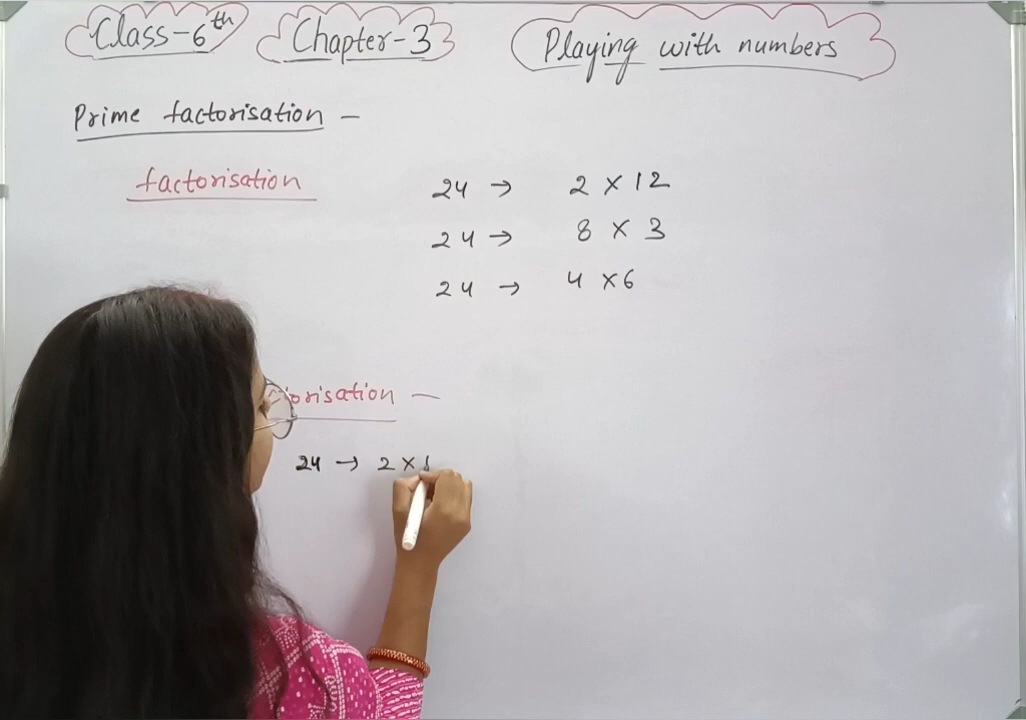 Class-6th Chapter-3 Playing with numbers
Prime factorisation -
factorisation
24 → 2 × 12
24 → 8 × 3
24 → 4 × 6
orisation -
24 → 2 ×